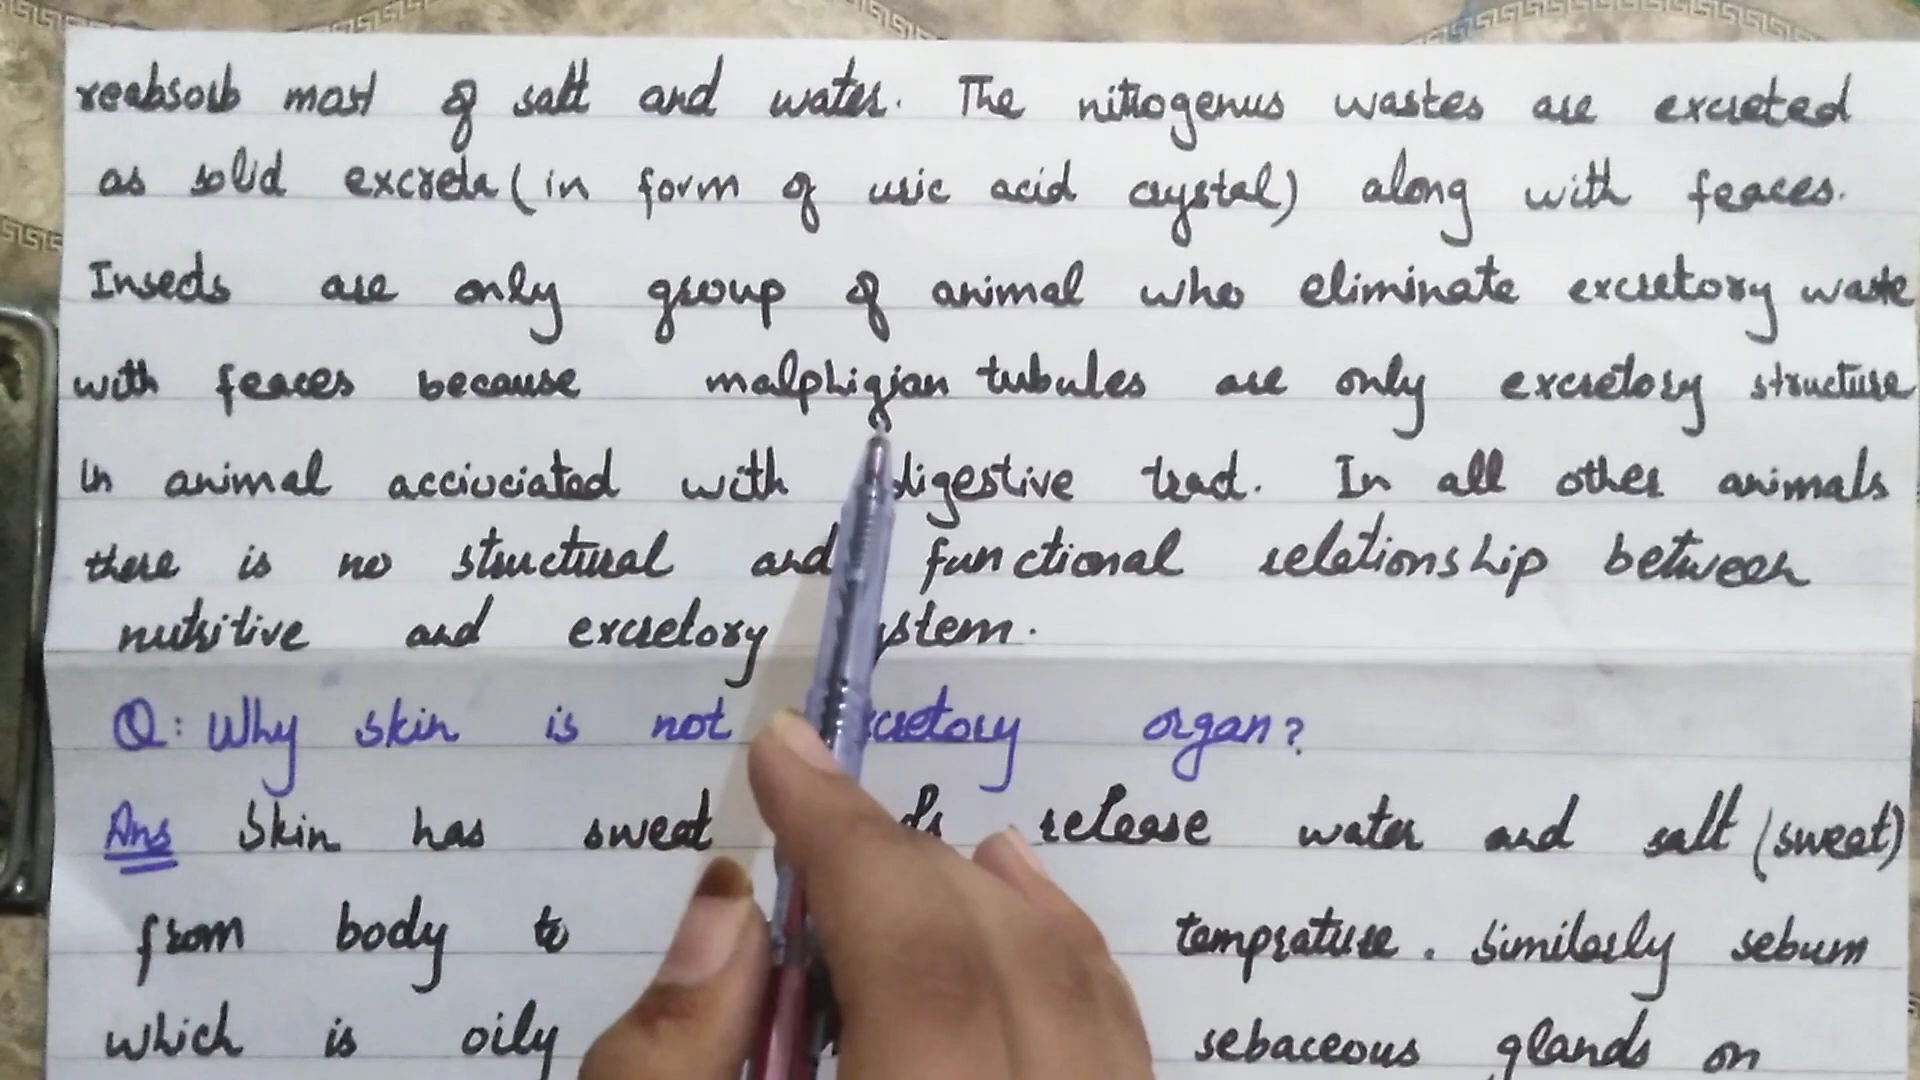 reabsorb most of salt and water. The nitrogenus wastes are excreted
as solid excreta (in form of uric acid crystal) along with feaces.
Insects are only group of animal who eliminate excretory waste
with feaces because malphigian tubules are only excretory structure
in animal acciuciated with digestive tract. In all other animals
there is no structural and functional relationship between
nutritive and excretory ystem.
Q: Why skin is not cretory organ?
Ans Skin has sweat ds release water and salt (sweat)
from body to temprature. Similarly sebum
which is oily sebaceous glands on